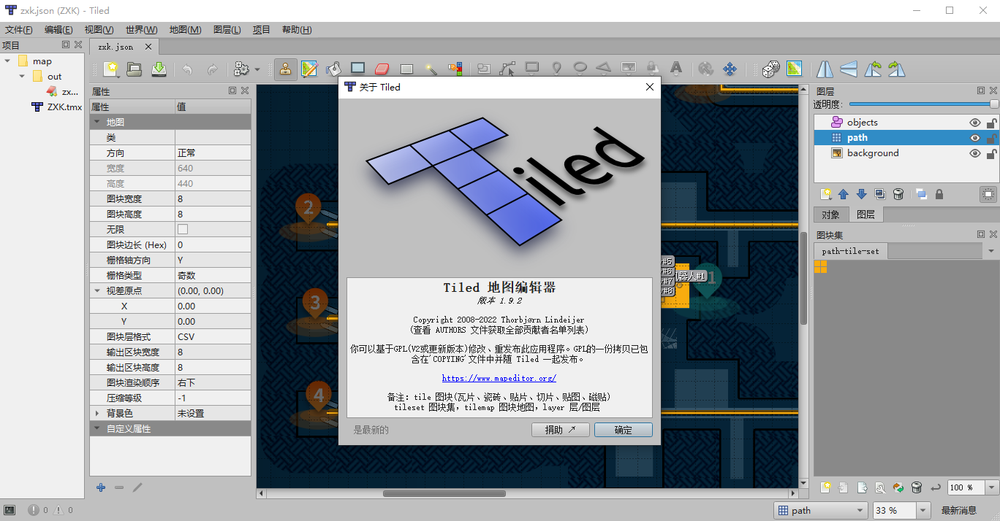 zxk.json (ZXK) - Tiled
文件(F) 编辑(E) 视图(V) 世界(W) 地图(M) 图层(L) 项目 帮助(H)
项目
map
out
zx...
ZXK.tmx
zxk.json
属性
属性 值
地图
类
方向 正常
宽度 640
高度 440
图块宽度 8
图块高度 8
无限
图块边长 (Hex) 0
栅格轴方向 Y
栅格类型 奇数
视差原点 (0.00, 0.00)
X 0.00
Y 0.00
图块层格式 CSV
输出区块宽度 8
输出区块高度 8
图块渲染顺序 右下
压缩等级 -1
背景色 未设置
自定义属性
2
3
4
关于 Tiled
Tiled
Tiled 地图编辑器
版本 1.9.2
Copyright 2008-2022 Thorbjørn Lindeijer
(查看 AUTHORS 文件获取全部贡献者名单列表)
你可以基于GPL(V2或更新版本)修改、重发布此应用程序。GPL的一份拷贝已包
含在'COPYING'文件中并随 Tiled 一起发布。
https://www.mapeditor.org/
备注: tile 图块(瓦片、瓷砖、贴片、切片、贴图、磁贴)
tileset 图块集, tilemap 图块地图, layer 层/图层
是最新的 捐助 ↗ 确定
#5
#6
#7
#8
器人#1
1
图层
透明度:
objects
path
background
对象 图层
图块集
path-tile-set
100 %
0 0
path 33 % 最新消息